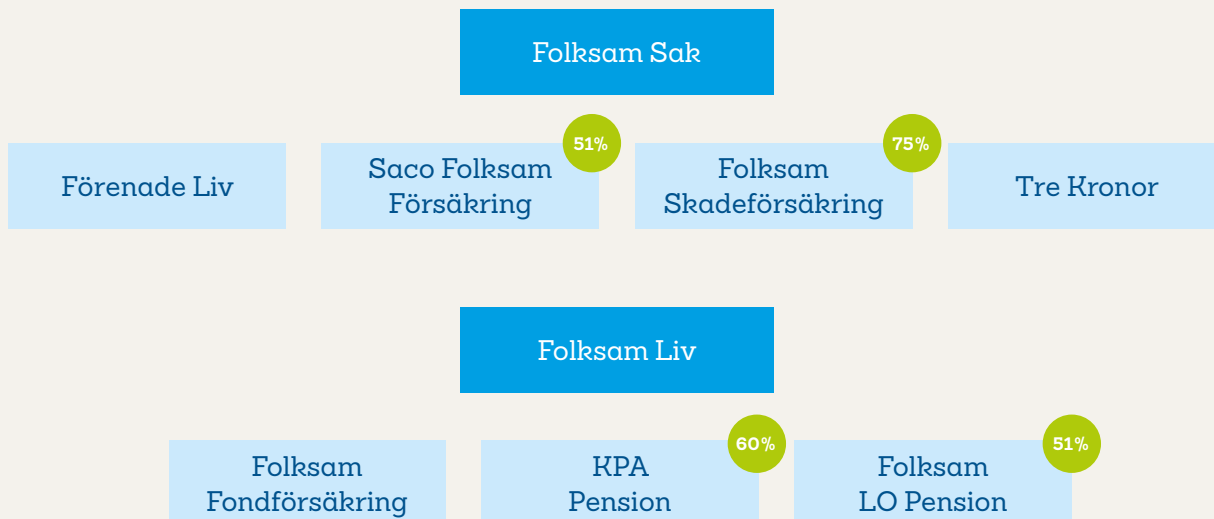 Folksam Sak
Förenade Liv
51%
Saco Folksam
Försäkring
75%
Folksam
Skadeförsäkring
Tre Kronor
Folksam Liv
Folksam
Fondförsäkring
60%
KPA
Pension
51%
Folksam
LO Pension